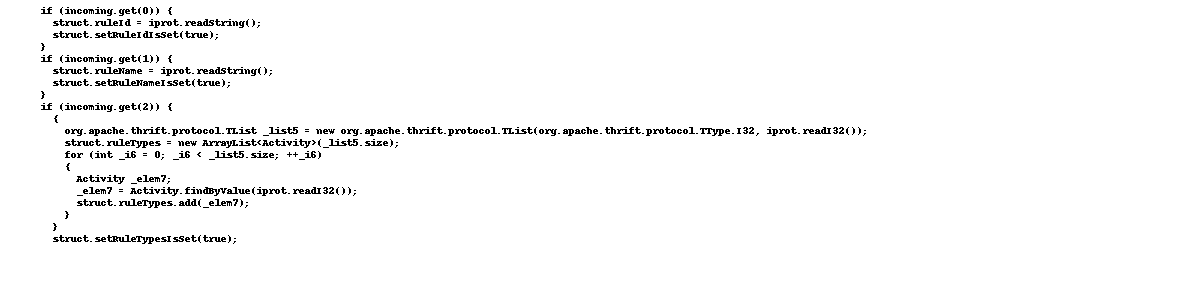 if (incoming.get(0)) {
struct.ruleId = iprot.readString();
struct.setRuleIdIsSet(true);
}
if (incoming.get(1)) {
struct.ruleName = iprot.readString();
struct.setRuleNameIsSet(true);
}
if (incoming.get(2)) {
{
org.apache.thrift.protocol.TList _list5 = new org.apache.thrift.protocol.TList(org.apache.thrift.protocol.TType.I32, iprot.readI32());
struct.ruleTypes = new ArrayList<Activity>(_list5.size);
for (int _i6 = 0; _i6 < _list5.size; ++_i6)
{
Activity _elem7;
_elem7 = Activity.findByValue(iprot.readI32());
struct.ruleTypes.add(_elem7);
}
}
struct.setRuleTypesIsSet(true);